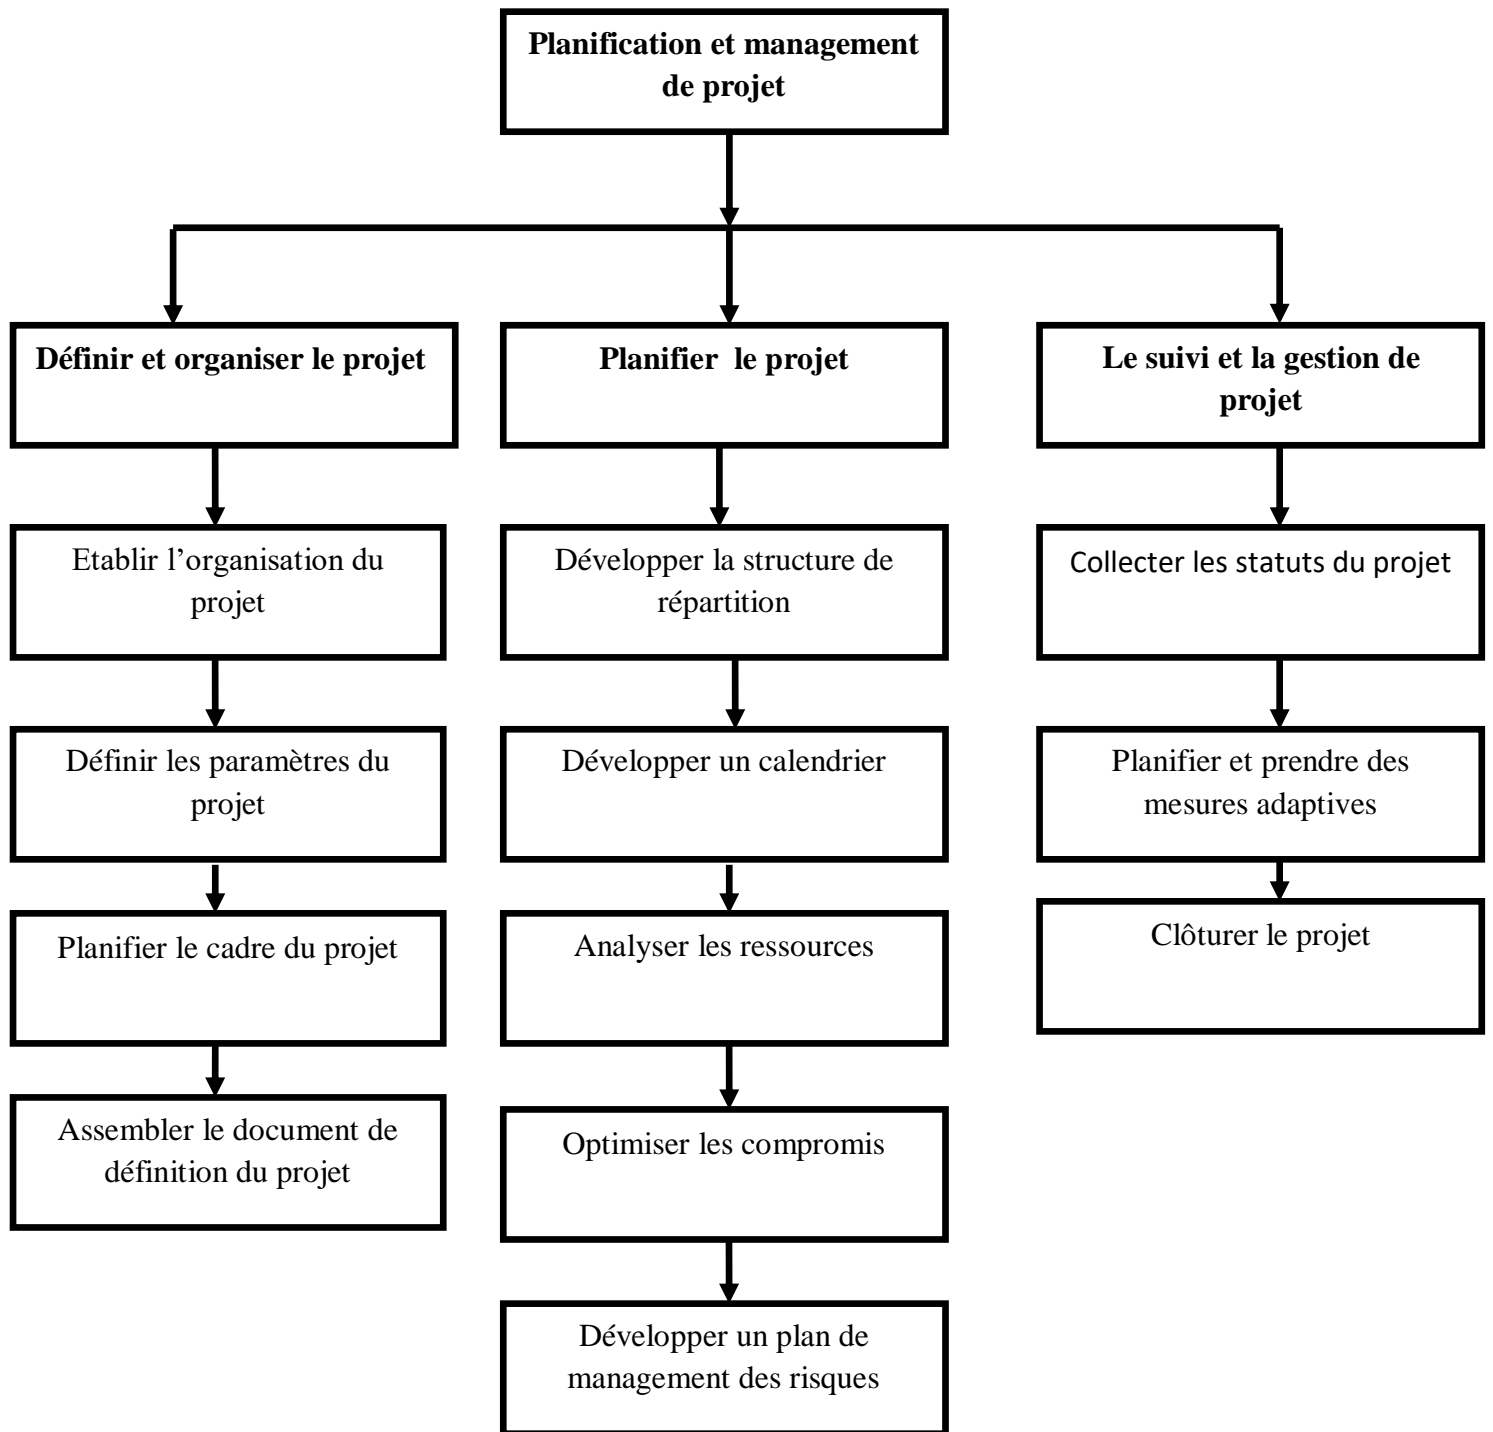 Planification et management
de projet
Définir et organiser le projet
Planifier  le projet
Le suivi et la gestion de
projet
Etablir l’organisation du
projet
Développer la structure de
répartition
Collecter les statuts du projet
Définir les paramètres du
projet
Développer un calendrier
Planifier et prendre des
mesures adaptives
Planifier le cadre du projet
Analyser les ressources
Clôturer le projet
Assembler le document de
définition du projet
Optimiser les compromis
Développer un plan de
management des risques